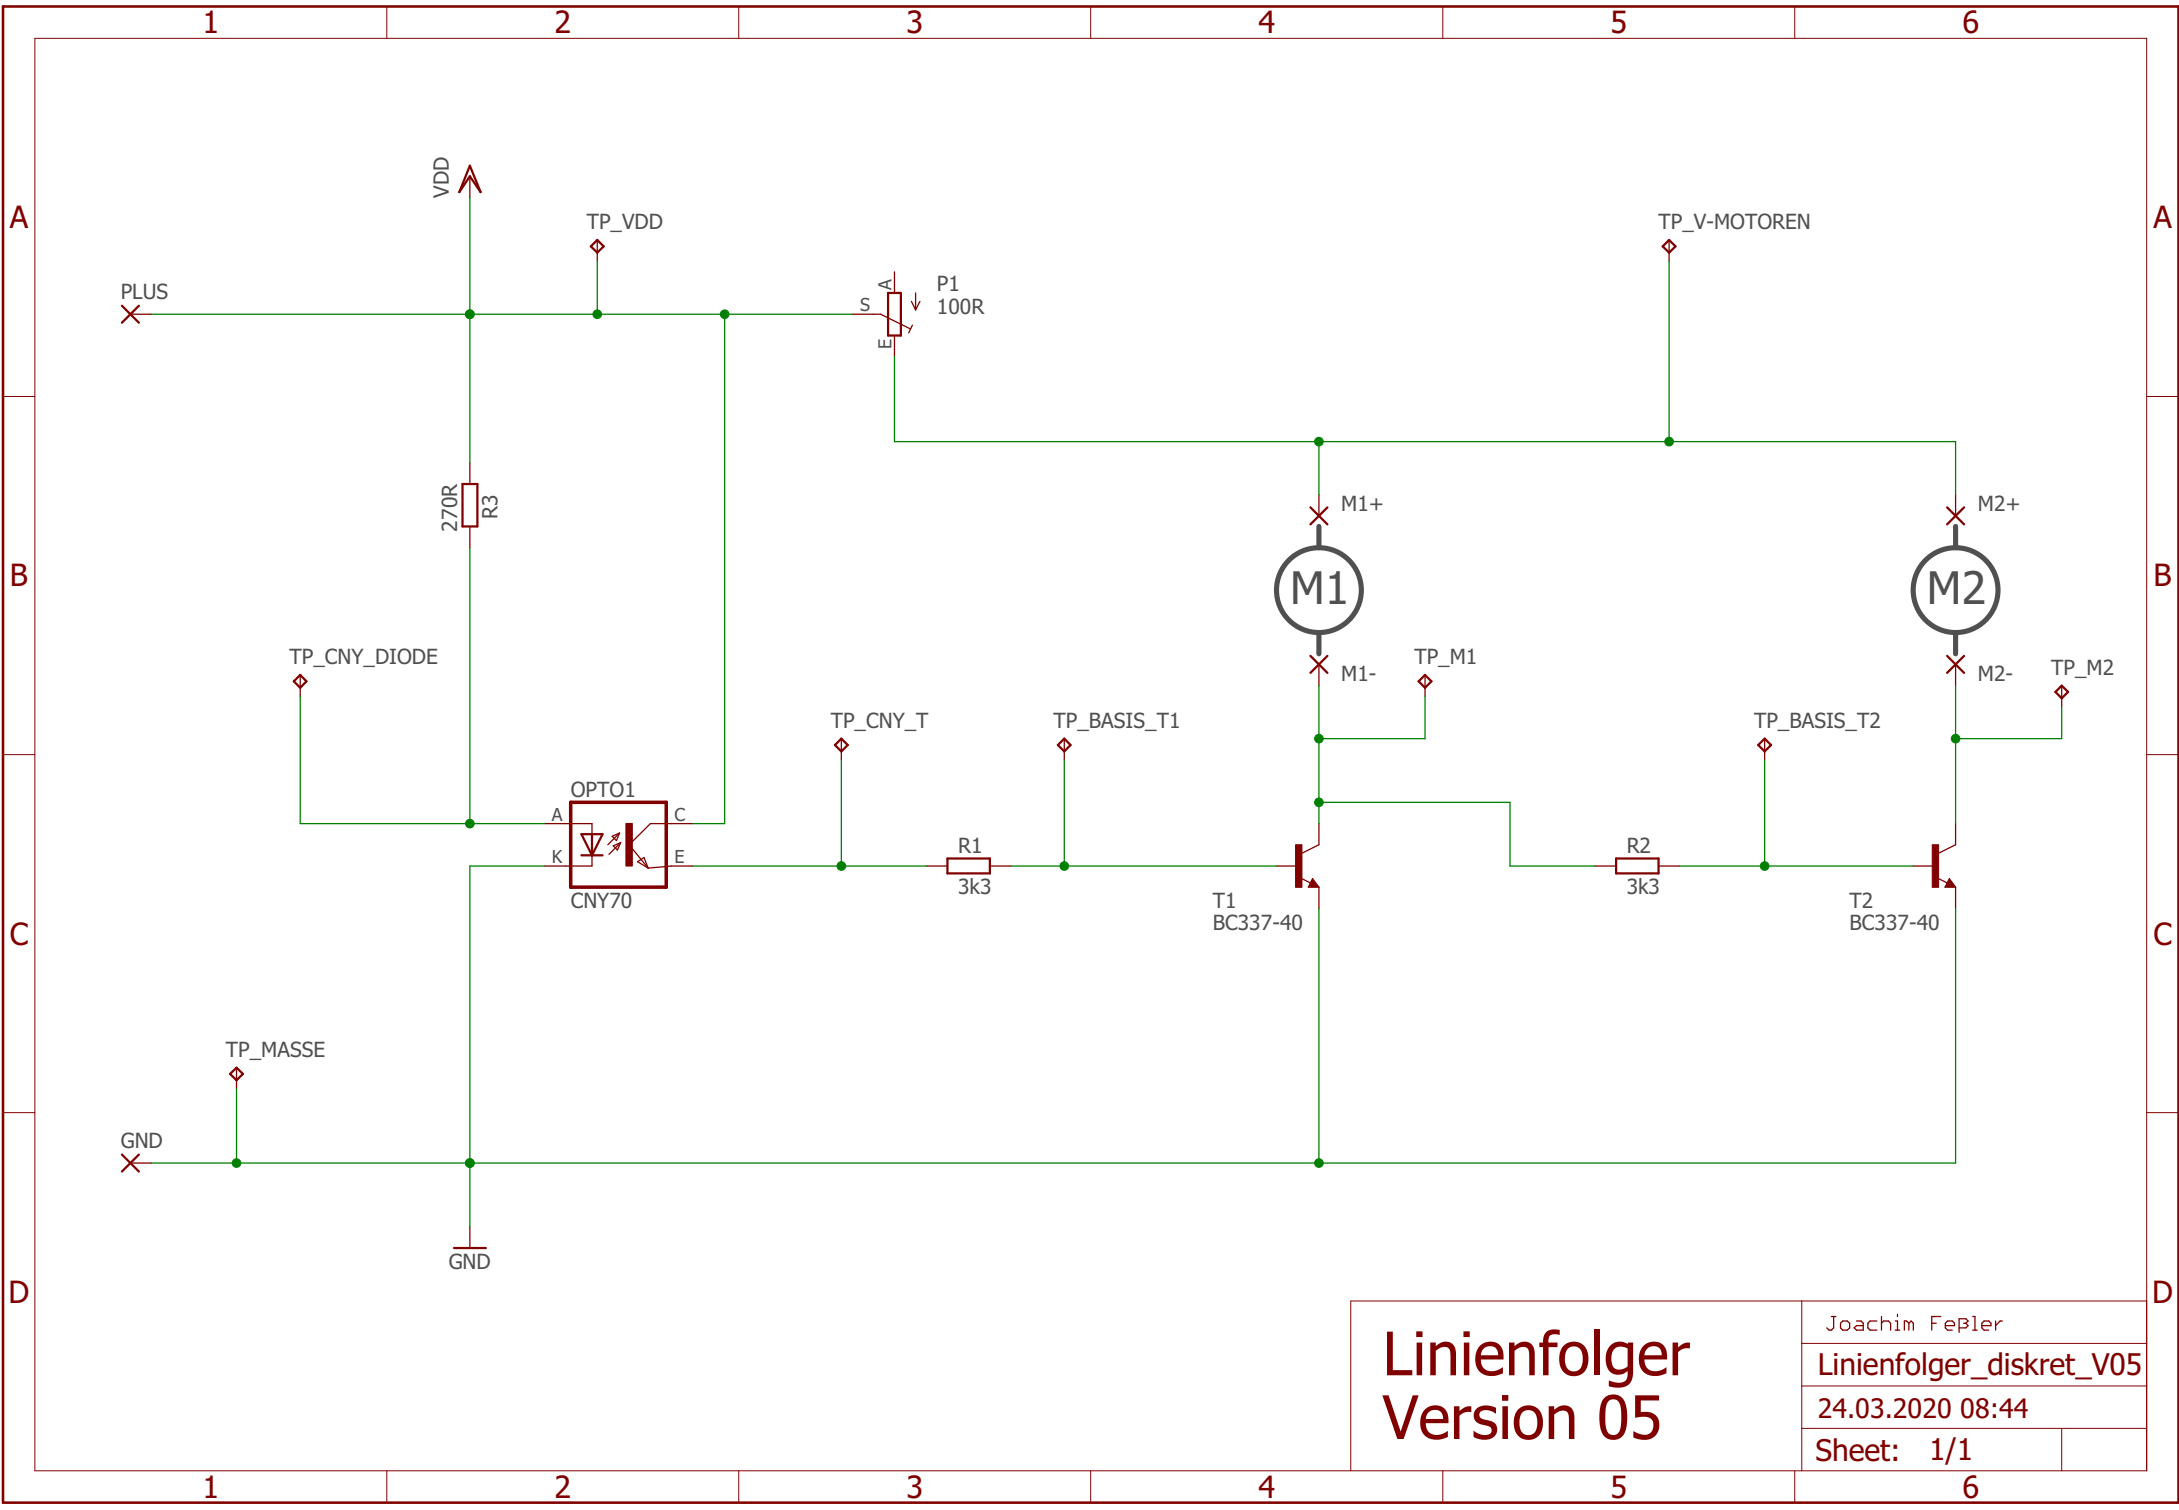 1 2 3 4 5 6
A A
VDD
TP_VDD
TP_V-MOTOREN
PLUS
A
S
E
P1
100R
270R
R3
M1+
M2+
B B
M1
M2
TP_CNY_DIODE
M1-
TP_M1
M2-
TP_M2
TP_CNY_T
TP_BASIS_T1
TP_BASIS_T2
OPTO1
A C
K E
CNY70
R1
3k3
R2
3k3
T1
BC337-40
T2
BC337-40
C C
TP_MASSE
GND
GND
D D
Linienfolger
Version 05
Joachim Feßler
Linienfolger_diskret_V05
24.03.2020 08:44
Sheet: 1/1
1 2 3 4 5 6